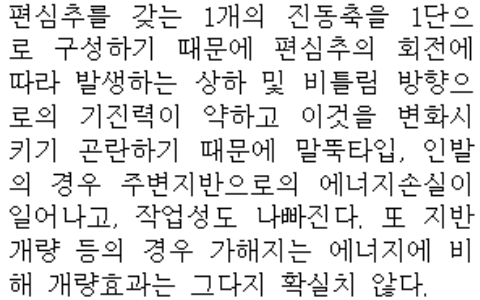 편심추를 갖는 1개의 진동축을 1단으
로 구성하기 때문에 편심추의 회전에
따라 발생하는 상하 및 비틀림 방향으
로의 기진력이 약하고 이것을 변화시
키기 곤란하기 때문에 말뚝타입, 인발
의 경우 주변지반으로의 에너지손실이
일어나고, 작업성도 나빠진다. 또 지반
개량 등의 경우 가해지는 에너지에 비
해 개량효과는 그다지 확실치 않다.